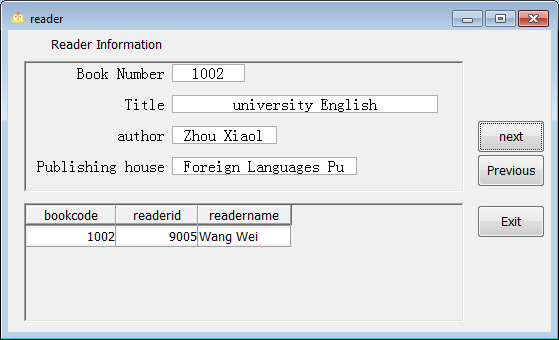 reader
Reader Information
Book Number 1002
Title university English
author Zhou Xiaol
Publishing house Foreign Languages Pu
next
Previous
Exit
bookcode readerid readername
1002 9005 Wang Wei